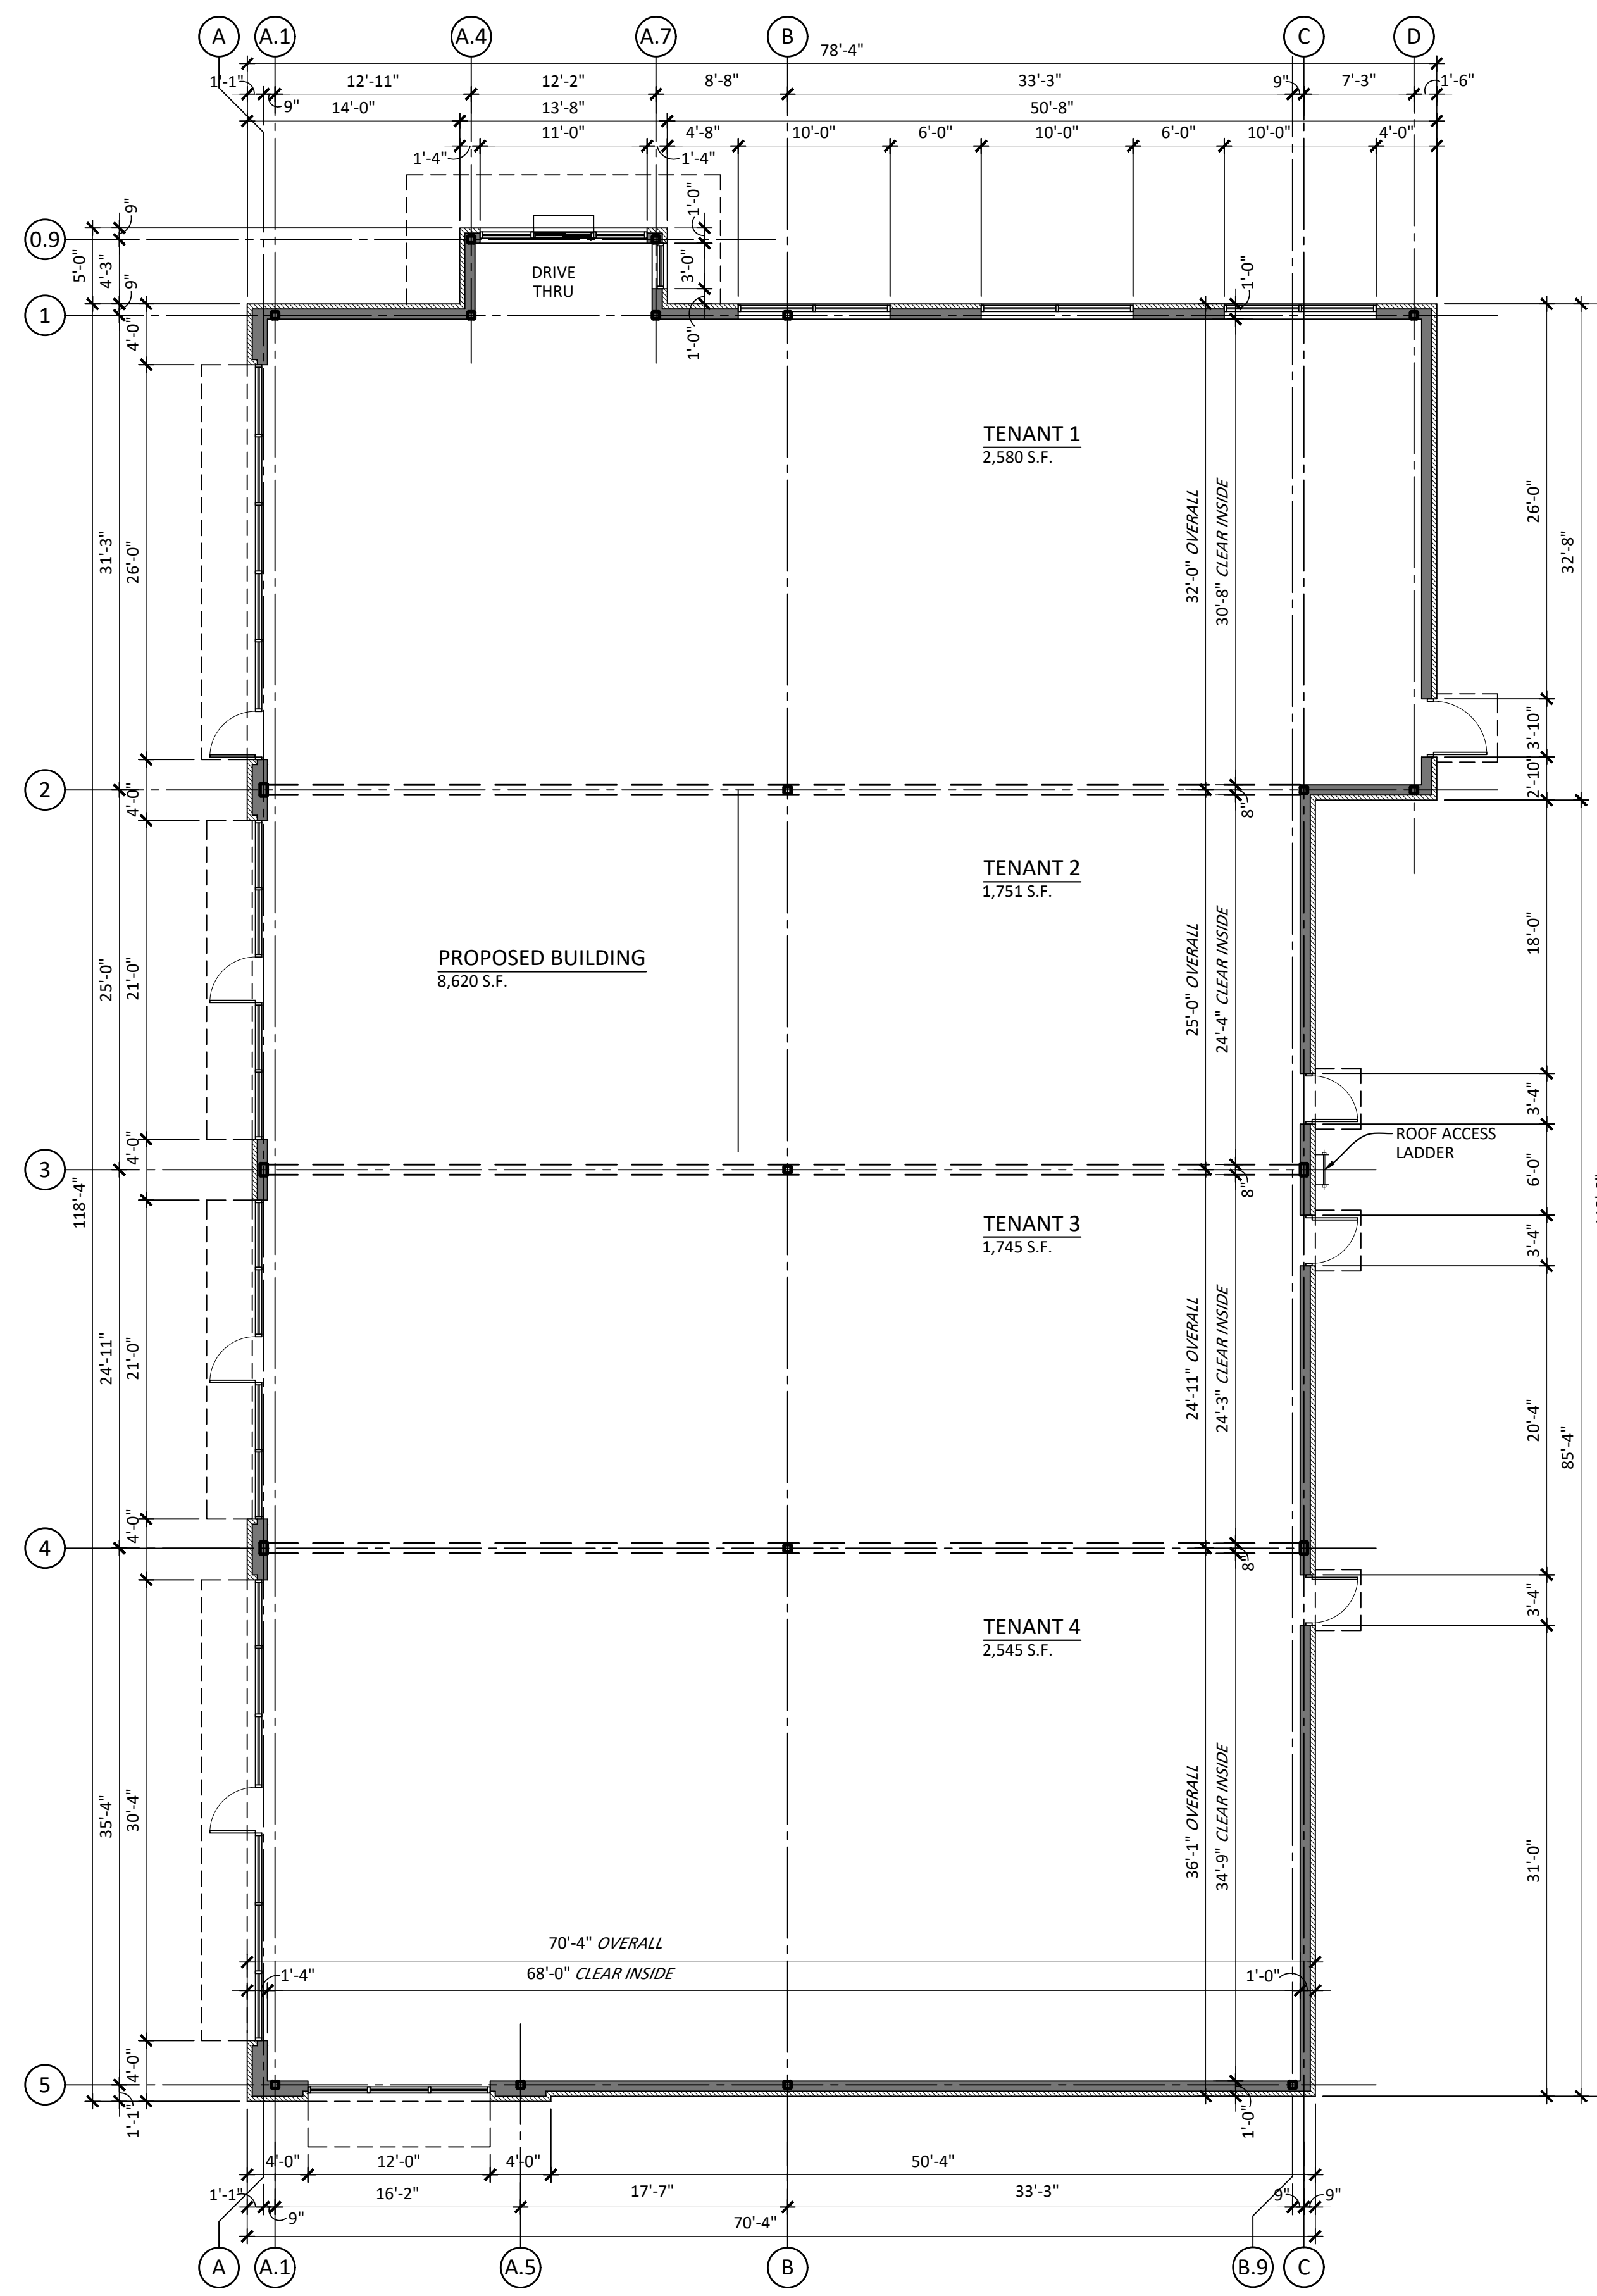 A A.1 A.4 A.7 B C D
78'-4"
1'-1" 12'-11" 12'-2" 8'-8" 33'-3" 9" 7'-3" 1'-6"
9" 14'-0" 13'-8" 50'-8"
11'-0" 4'-8" 10'-0" 6'-0" 10'-0" 6'-0" 10'-0" 4'-0"
1'-4" 1'-4"
0.9
9"
5'-0"
4'-3"
9"
1'-0"
3'-0"
1'-0"
1'-0"
DRIVE
THRU
1
4'-0"
TENANT 1
2,580 S.F.
31'-3"
26'-0"
32'-0" OVERALL
30'-8" CLEAR INSIDE
26'-0"
32'-8"
3'-10"
2'-10"
2
4'-0"
8"
TENANT 2
1,751 S.F.
PROPOSED BUILDING
8,620 S.F.
25'-0"
21'-0"
25'-0" OVERALL
24'-4" CLEAR INSIDE
18'-0"
3'-4"
ROOF ACCESS
LADDER
3
4'-0"
118'-4"
8"
6'-0"
TENANT 3
1,745 S.F.
3'-4"
24'-11"
21'-0"
24'-11" OVERALL
24'-3" CLEAR INSIDE
20'-4"
85'-4"
4
4'-0"
8"
3'-4"
TENANT 4
2,545 S.F.
35'-4"
30'-4"
36'-1" OVERALL
34'-9" CLEAR INSIDE
31'-0"
70'-4" OVERALL
68'-0" CLEAR INSIDE
1'-4" 1'-0"
5
4'-0"
1'-1"
1'-0"
4'-0" 12'-0" 4'-0" 50'-4"
1'-1" 16'-2" 17'-7" 33'-3" 9" 9"
9"
70'-4"
A A.1 A.5 B B.9 C